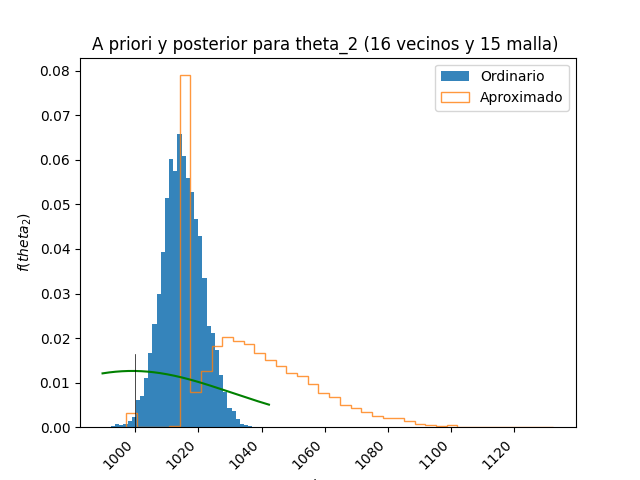 A priori y posterior para theta_2 (16 vecinos y 15 malla)
Ordinario
Aproximado
f(theta₂)
0.08
0.07
0.06
0.05
0.04
0.03
0.02
0.01
0.00
1000 1020 1040 1060 1080 1100 1120